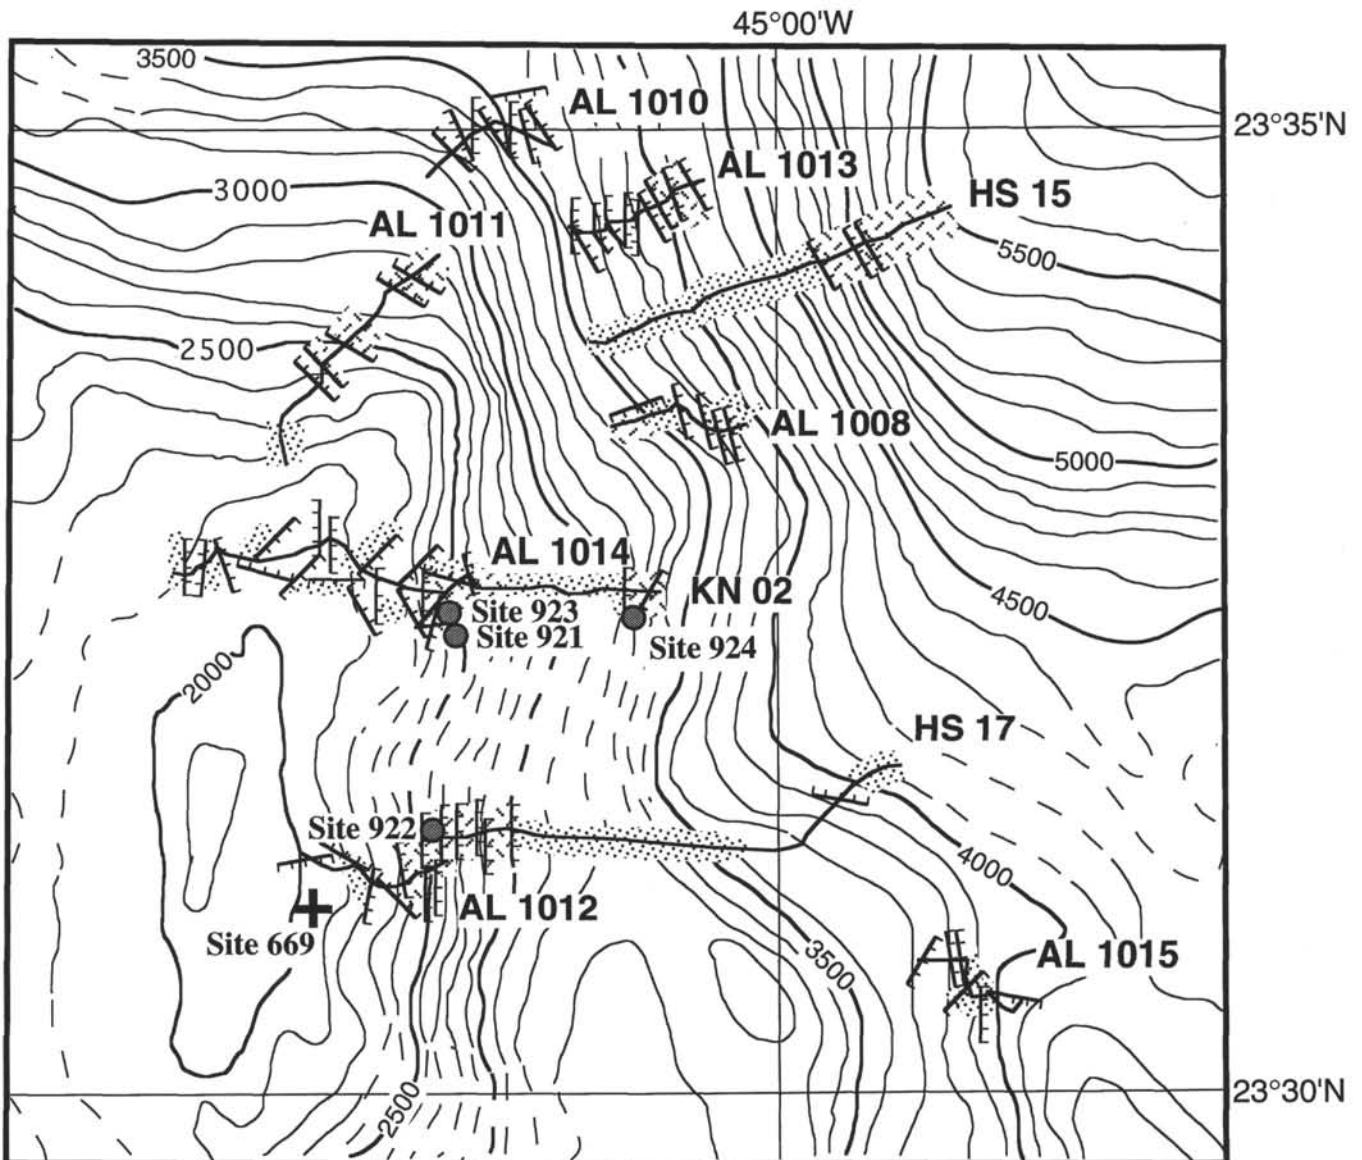 45°00'W
3500
AL 1010
23°35'N
AL 1013
3000
HS 15
AL 1011
5500
2500
AL 1008
5000
AL 1014
KN 02
4500
Site 923
Site 921
Site 924
2000
HS 17
Site 922
4000
AL 1012
Site 669
3500
AL 1015
23°30'N
2500